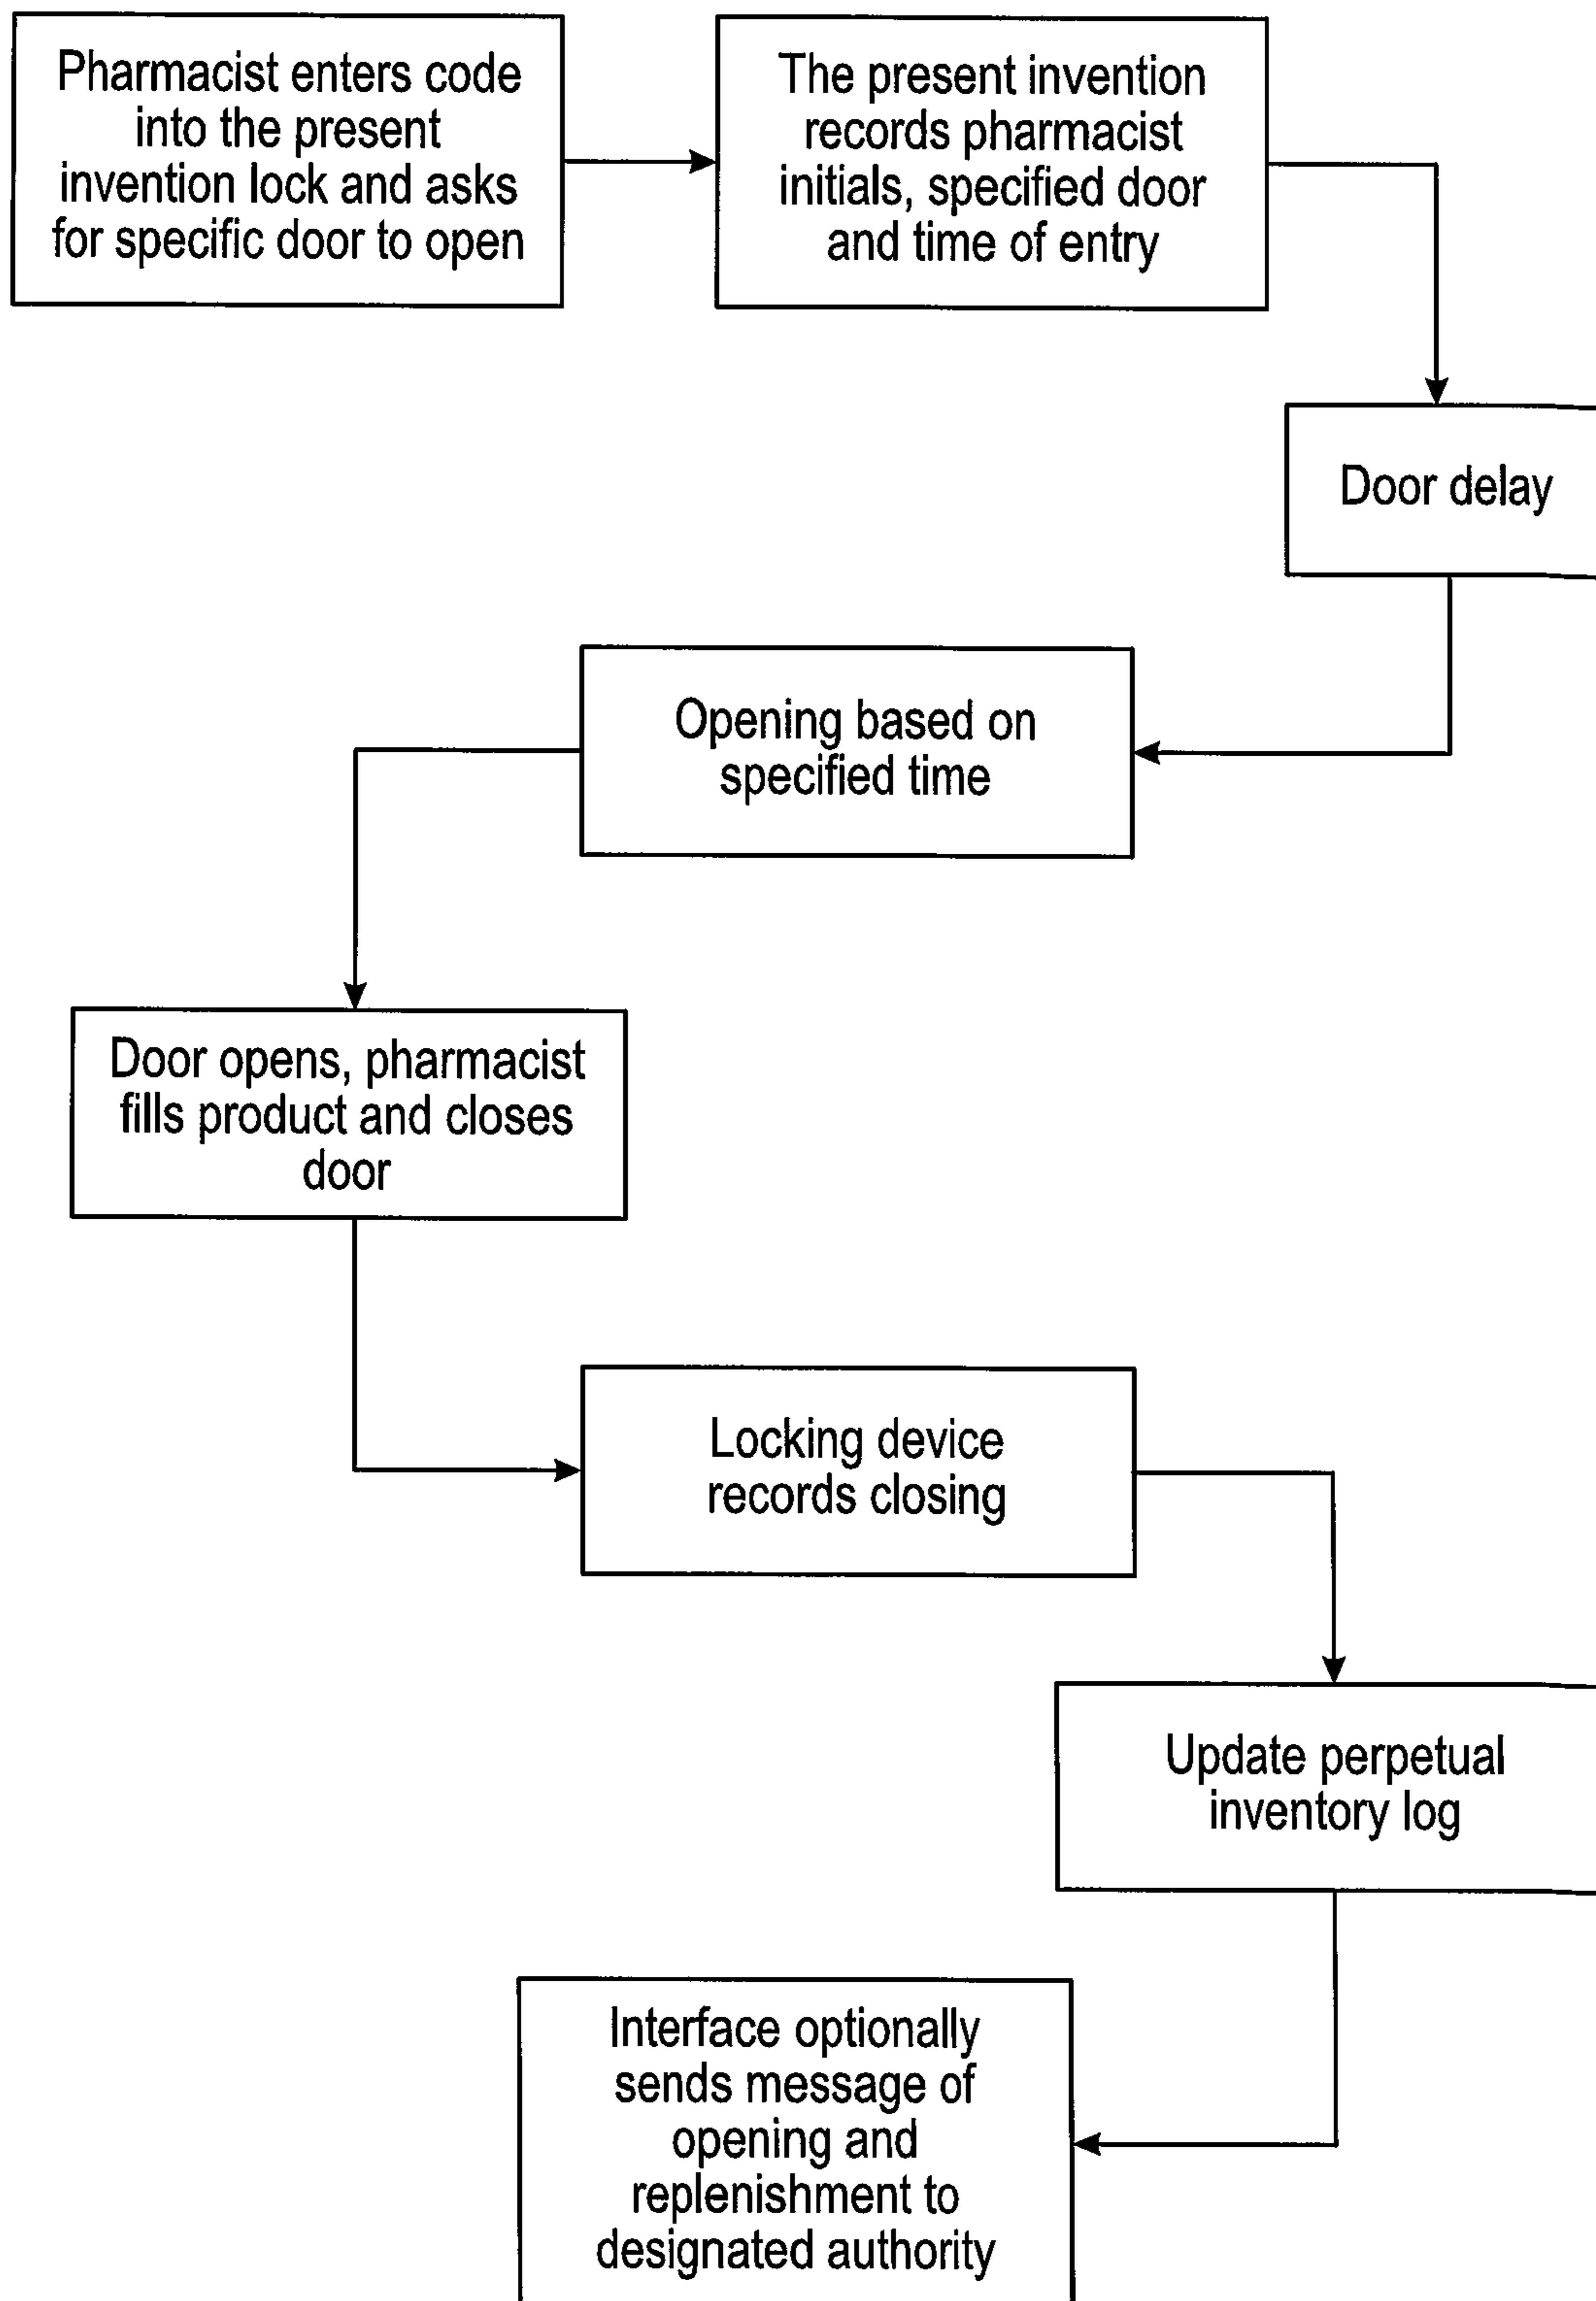 Pharmacist enters code
into the present
invention lock and asks
for specific door to open
The present invention
records pharmacist
initials, specified door
and time of entry
Door delay
Opening based on
specified time
Door opens, pharmacist
fills product and closes
door
Locking device
records closing
Update perpetual
inventory log
Interface optionally
sends message of
opening and
replenishment to
designated authority